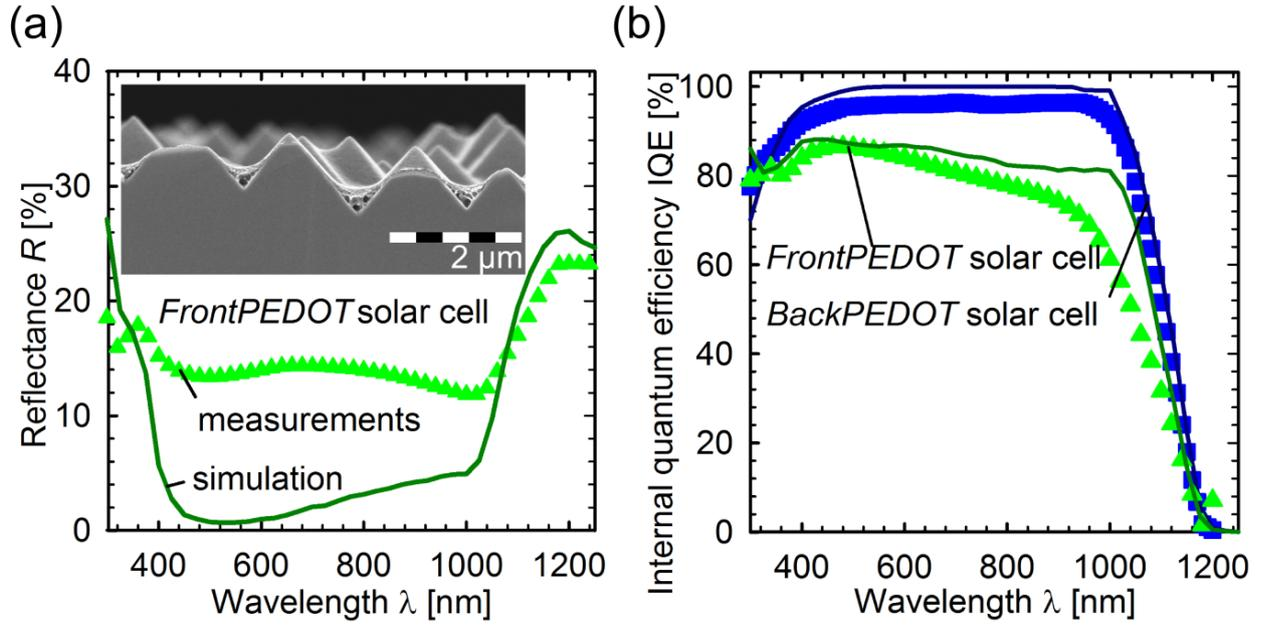 (a)
(b)
40
30
20
10
0
Reflectance R [%]
2 µm
FrontPEDOT solar cell
measurements
simulation
400 600 800 1000 1200
Wavelength λ [nm]
100
80
60
40
20
0
Internal quantum efficiency IQE [%]
FrontPEDOT solar cell
BackPEDOT solar cell
400 600 800 1000 1200
Wavelength λ [nm]